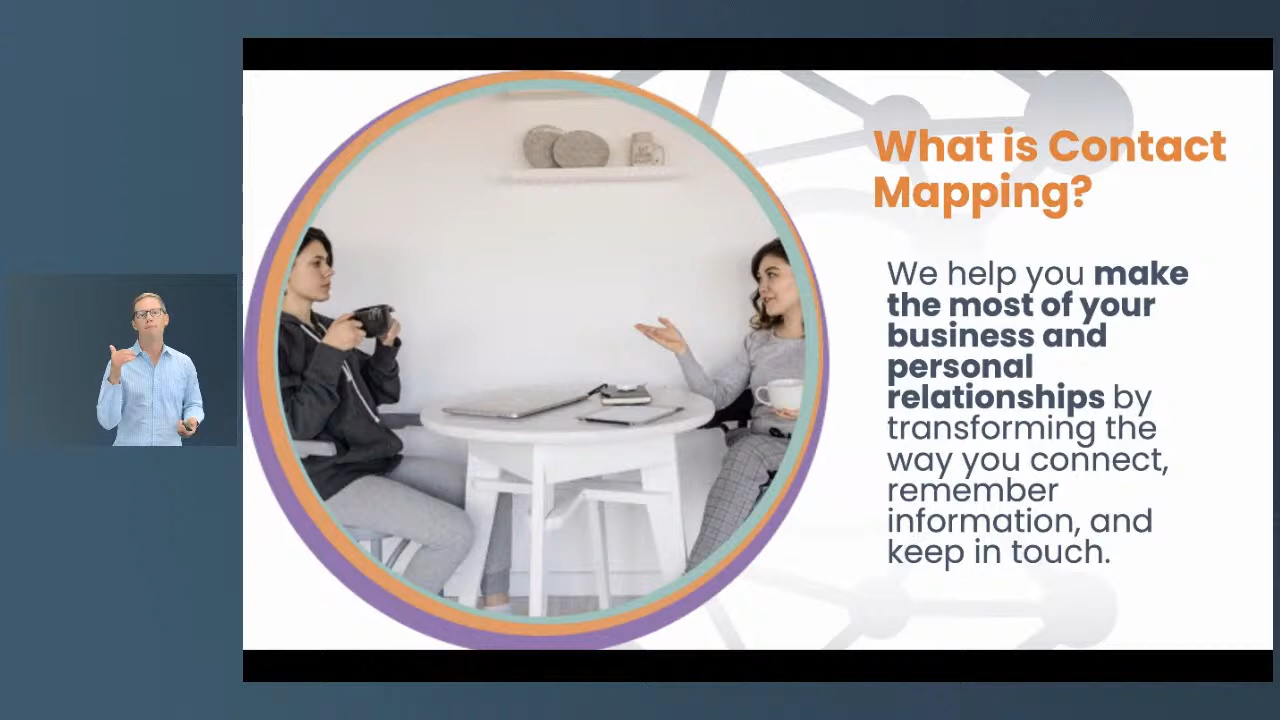 What is Contact
Mapping?
We help you make
the most of your
business and
personal
relationships by
transforming the
way you connect,
remember
information, and
keep in touch.